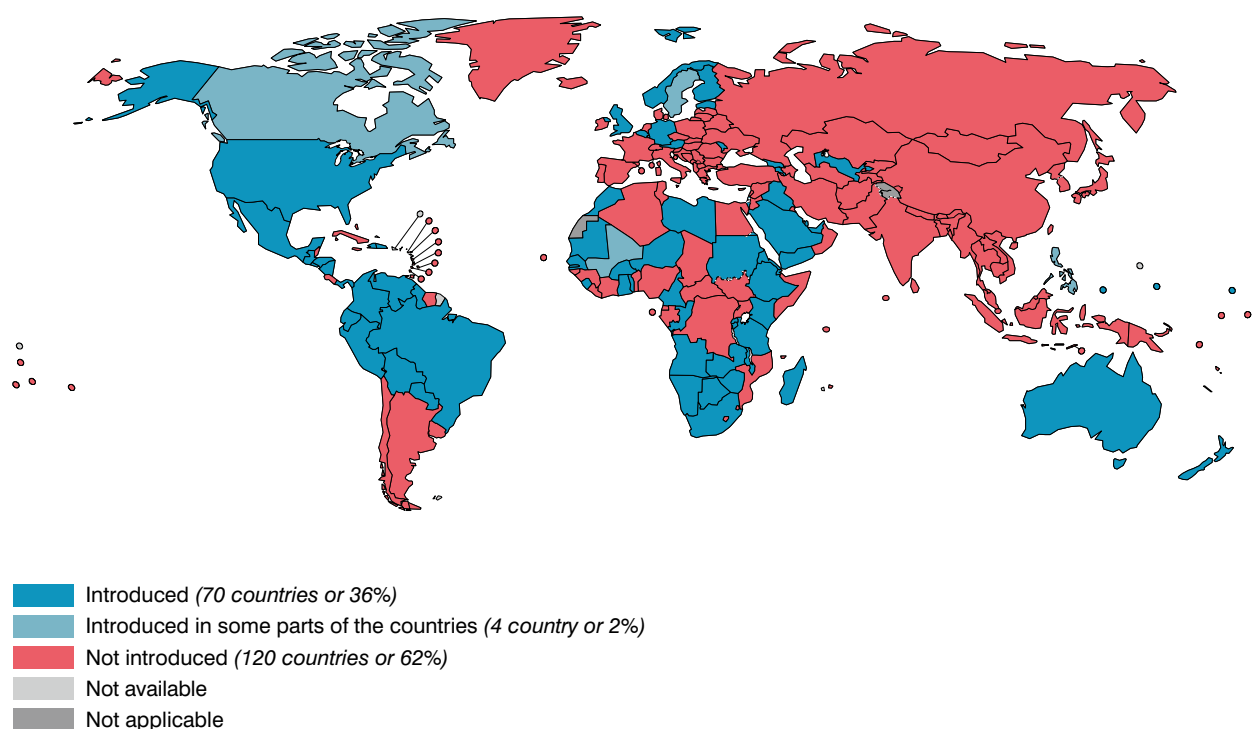 Introduced (70 countries or 36%)
Introduced in some parts of the countries (4 country or 2%)
Not introduced (120 countries or 62%)
Not available
Not applicable